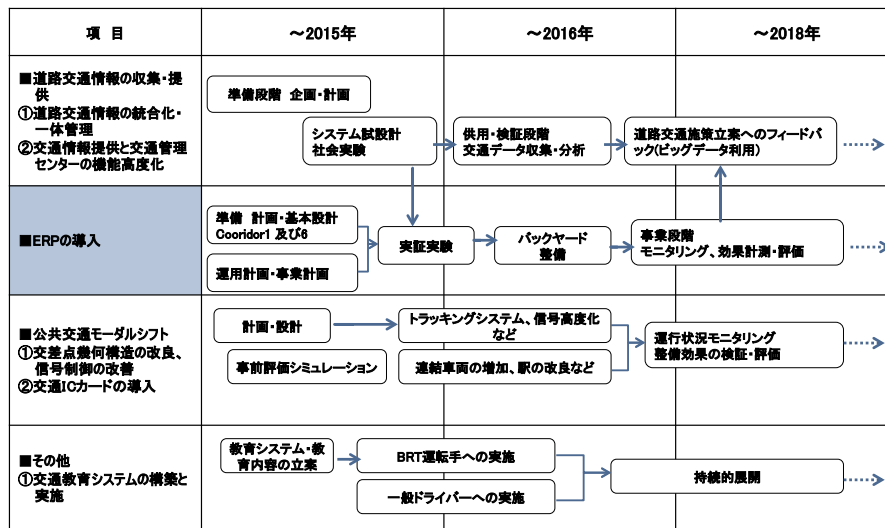 項 目
～2015年
～2016年
～2018年
■道路交通情報の収集・提
供
①道路交通情報の統合化・
一体管理
②交通情報提供と交通管理
センターの機能高度化
準備段階 企画・計画
システム試設計
社会実験
供用・検証段階
交通データ収集・分析
道路交通施策立案へのフィードバ
ック(ビッグデータ利用)
■ERPの導入
準備 計画・基本設計
Cooridor1 及び6
運用計画・事業計画
実証実験
バックヤード
整備
事業段階
モニタリング、効果計測・評価
■公共交通モーダルシフト
①交差点幾何構造の改良、
信号制御の改善
②交通ICカードの導入
計画・設計
事前評価シミュレーション
トラッキングシステム、信号高度化
など
連結車両の増加、駅の改良など
運行状況モニタリング
整備効果の検証・評価
■その他
①交通教育システムの構築と
実施
教育システム・教
育内容の立案
BRT運転手への実施
一般ドライバーへの実施
持続的展開